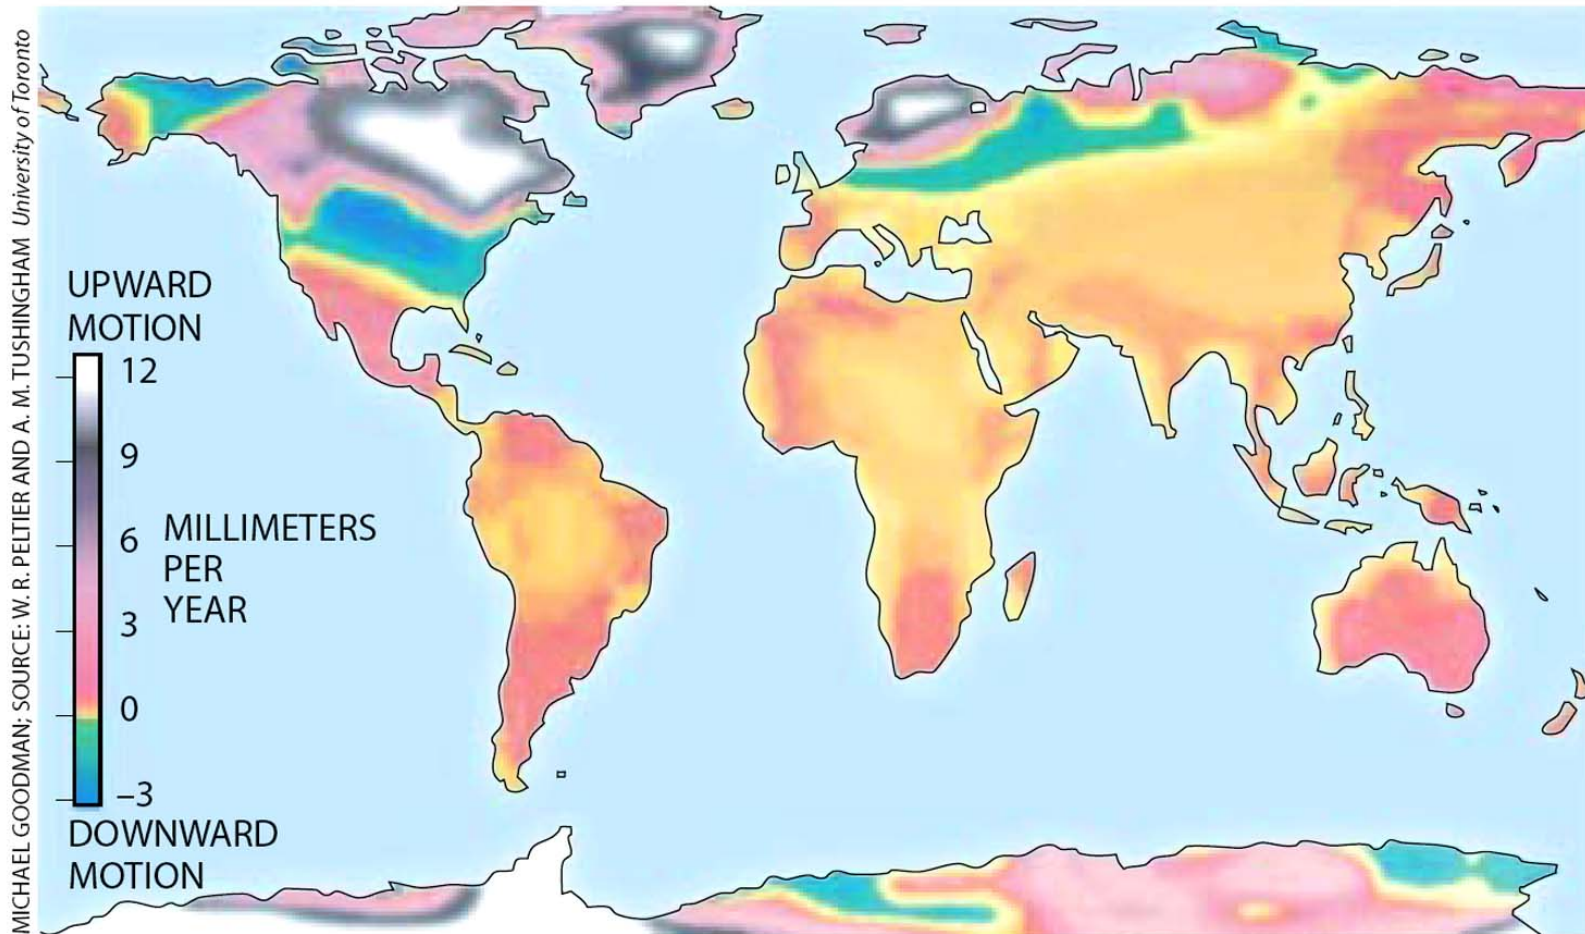 MICHAEL GOODMAN; SOURCE: W. R. PELTIER AND A. M. TUSHINGHAM University of Toronto
UPWARD
MOTION
12
9
6
3
0
–3
MILLIMETERS
PER
YEAR
DOWNWARD
MOTION